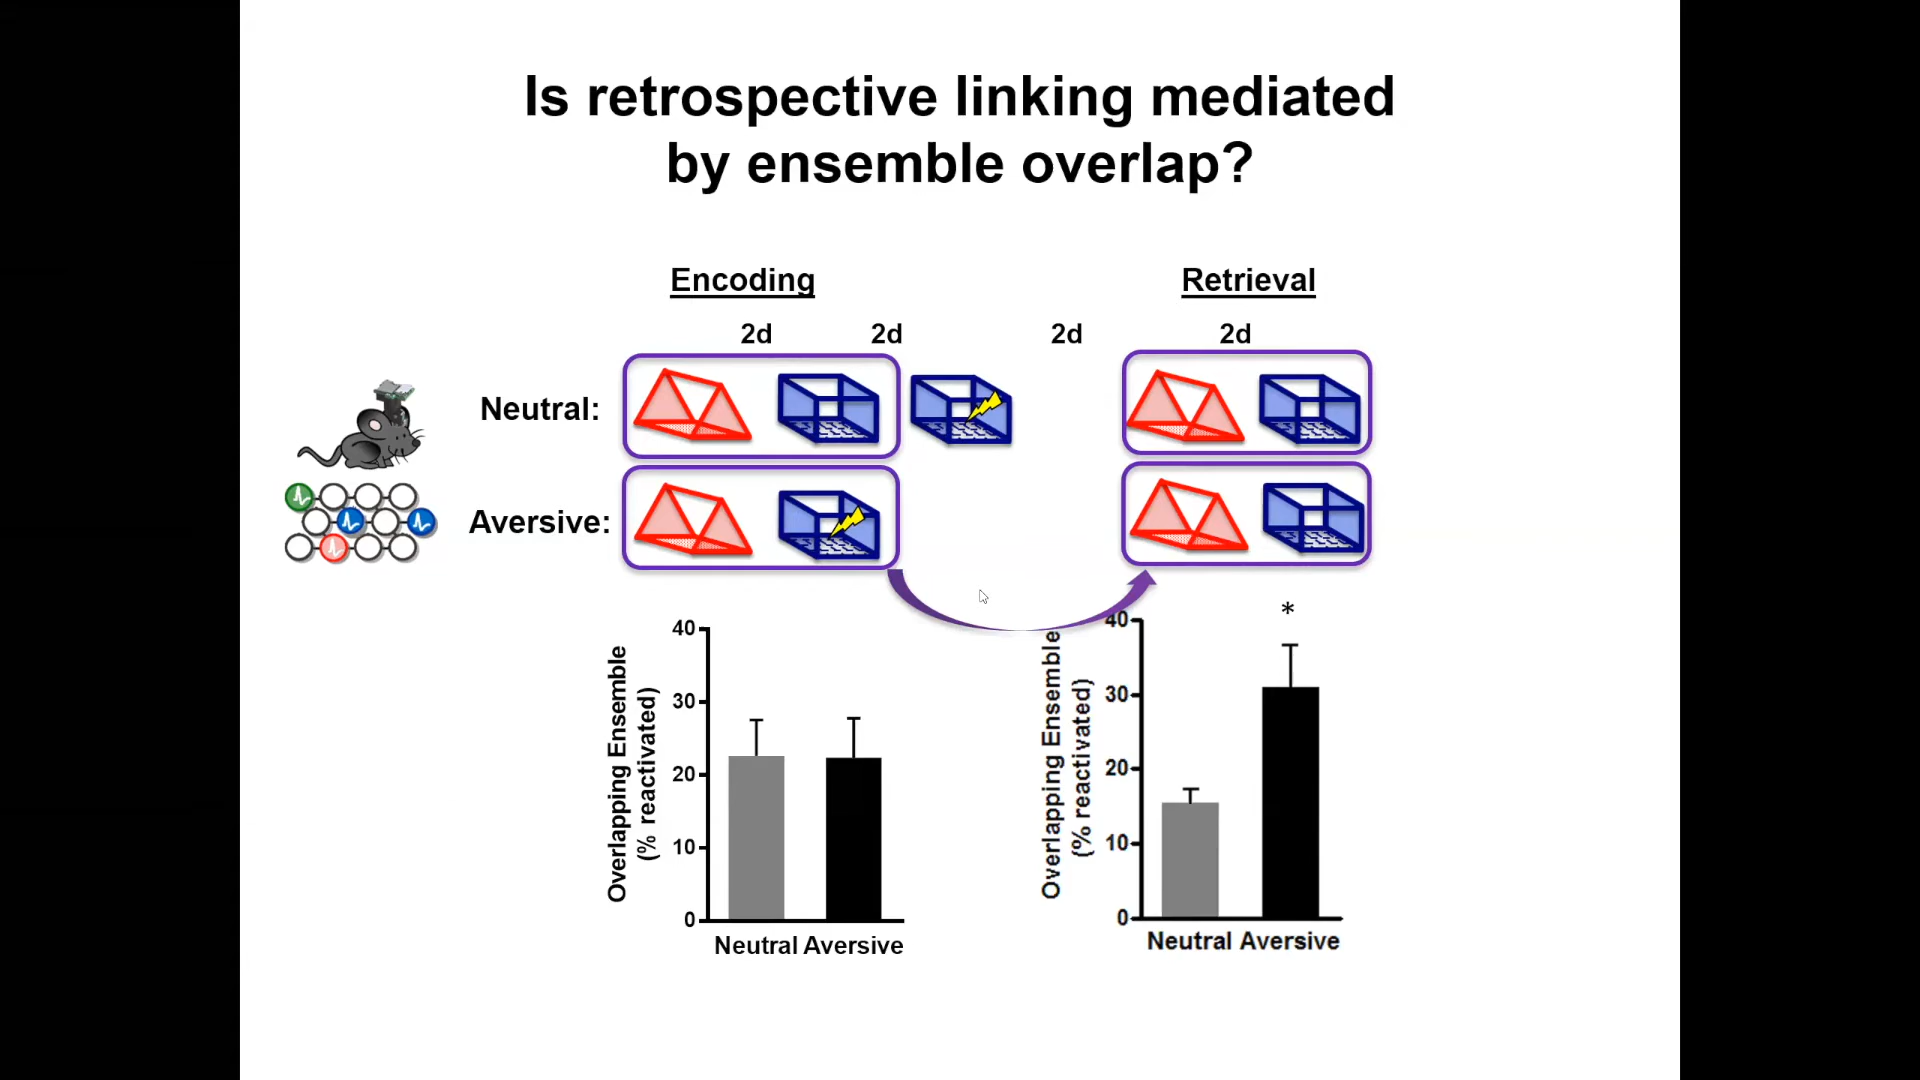 Is retrospective linking mediated
by ensemble overlap?
Encoding
Retrieval
2d 2d 2d 2d
Neutral:
Aversive:
Overlapping Ensemble
(% reactivated)
40
30
20
10
0
Neutral Aversive
*
Overlapping Ensemble
(% reactivated)
40
30
20
10
0
Neutral Aversive